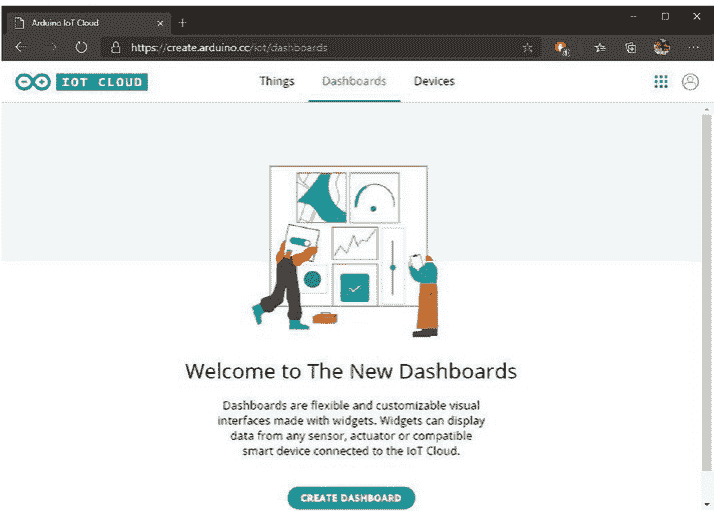 Arduino IoT Cloud
https://create.arduino.cc/iot/dashboards
IOT CLOUD
Things
Dashboards
Devices
Welcome to The New Dashboards
Dashboards are flexible and customizable visual
interfaces made with widgets. Widgets can display
data from any sensor, actuator or compatible
smart device connected to the IoT Cloud.
CREATE DASHBOARD